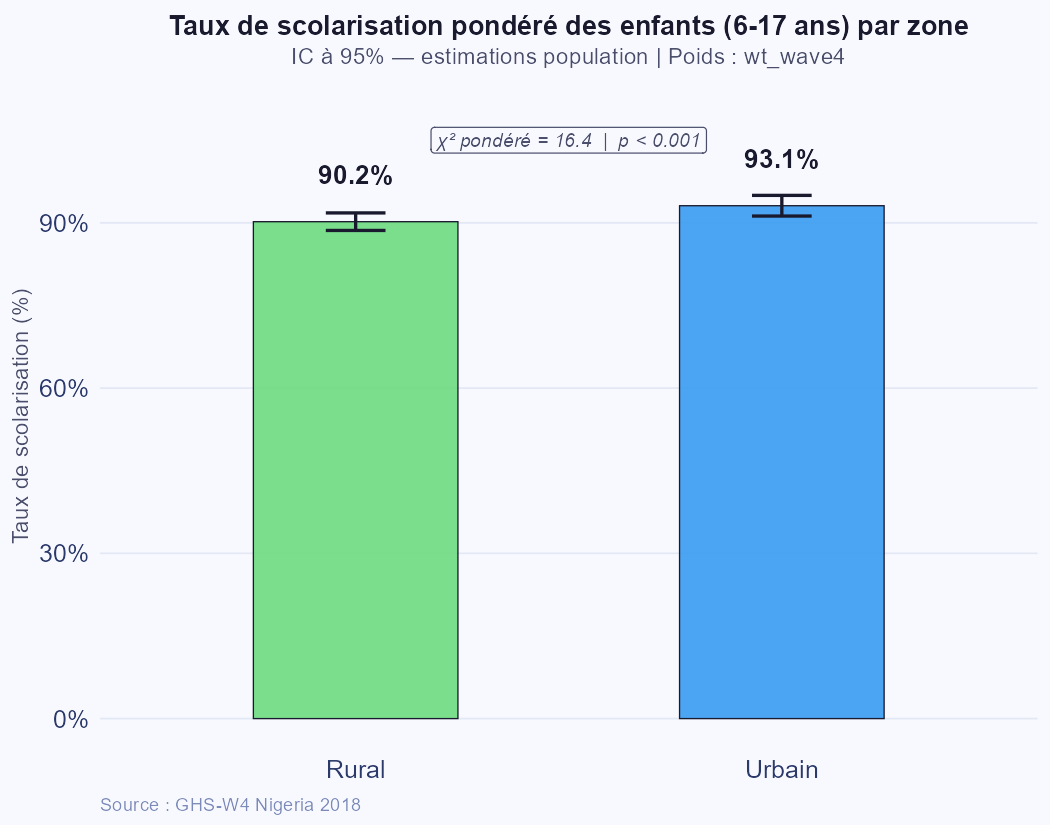 Taux de scolarisation pondéré des enfants (6-17 ans) par zone
IC à 95% — estimations population | Poids : wt_wave4
χ² pondéré = 16.4 | p < 0.001
90.2%
93.1%
Taux de scolarisation (%)
90%
60%
30%
0%
Rural
Urbain
Source : GHS-W4 Nigeria 2018